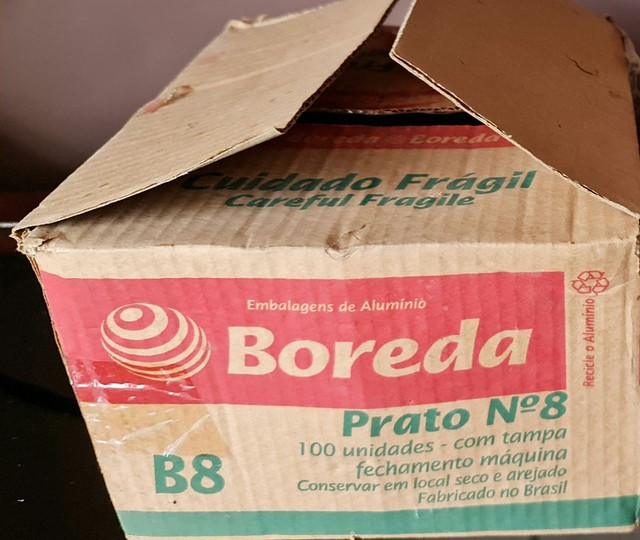 Boreda
Cuidado Frágil
Careful Fragile
Embalagens de Alumínio
Boreda
Recicle o Alumínio
Prato Nº8
100 unidades - com tampa
fechamento máquina
Conservar em local seco e arejado
Fabricado no Brasil
B8